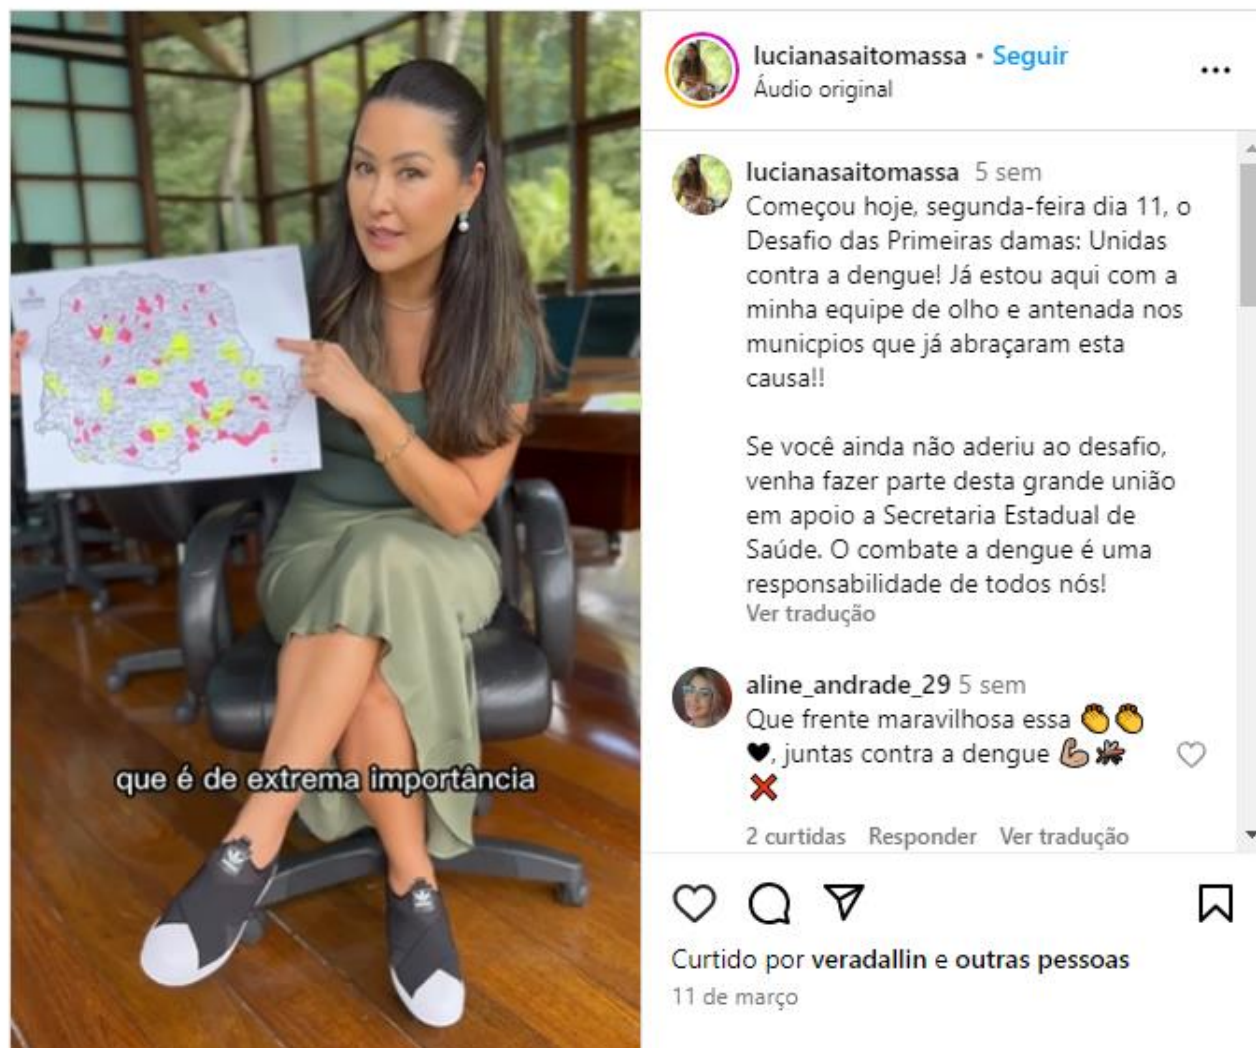 lucianasaitomassa • Seguir
Áudio original
lucianasaitomassa 5 sem
Começou hoje, segunda-feira dia 11, o
Desafio das Primeiras damas: Unidas
contra a dengue! Já estou aqui com a
minha equipe de olho e antenada nos
municpios que já abraçaram esta
causa!!
Se você ainda não aderiu ao desafio,
venha fazer parte desta grande união
em apoio a Secretaria Estadual de
Saúde. O combate a dengue é uma
responsabilidade de todos nós!
Ver tradução
aline_andrade_29 5 sem
Que frente maravilhosa essa 👏👏
🖤, juntas contra a dengue 💪🏼🦟
❌
2 curtidas Responder Ver tradução
Curtido por veradallin e outras pessoas
11 de março
que é de extrema importância